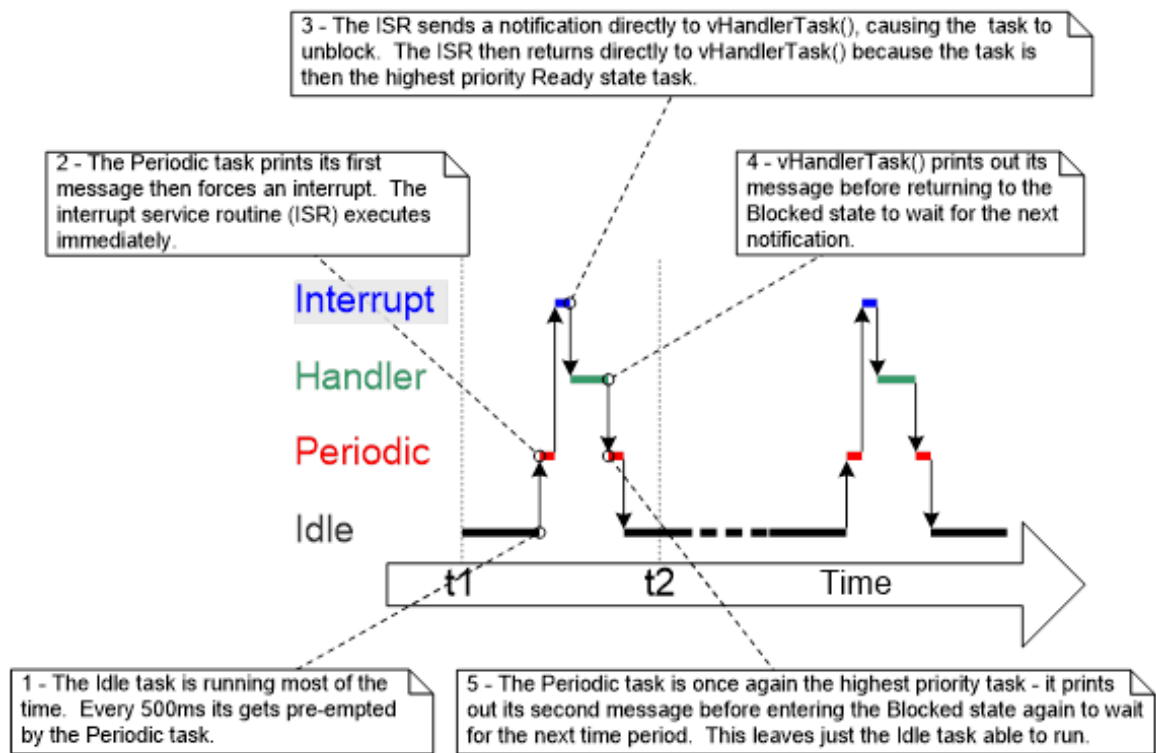 3 - The ISR sends a notification directly to vHandlerTask(), causing the task to
unblock. The ISR then returns directly to vHandlerTask() because the task is
then the highest priority Ready state task.
2 - The Periodic task prints its first
message then forces an interrupt. The
interrupt service routine (ISR) executes
immediately.
4 - vHandlerTask() prints out its
message before returning to the
Blocked state to wait for the next
notification.
Interrupt
Handler
Periodic
Idle
t1
t2
Time
1 - The Idle task is running most of the
time. Every 500ms its gets pre-empted
by the Periodic task.
5 - The Periodic task is once again the highest priority task - it prints
out its second message before entering the Blocked state again to wait
for the next time period. This leaves just the Idle task able to run.